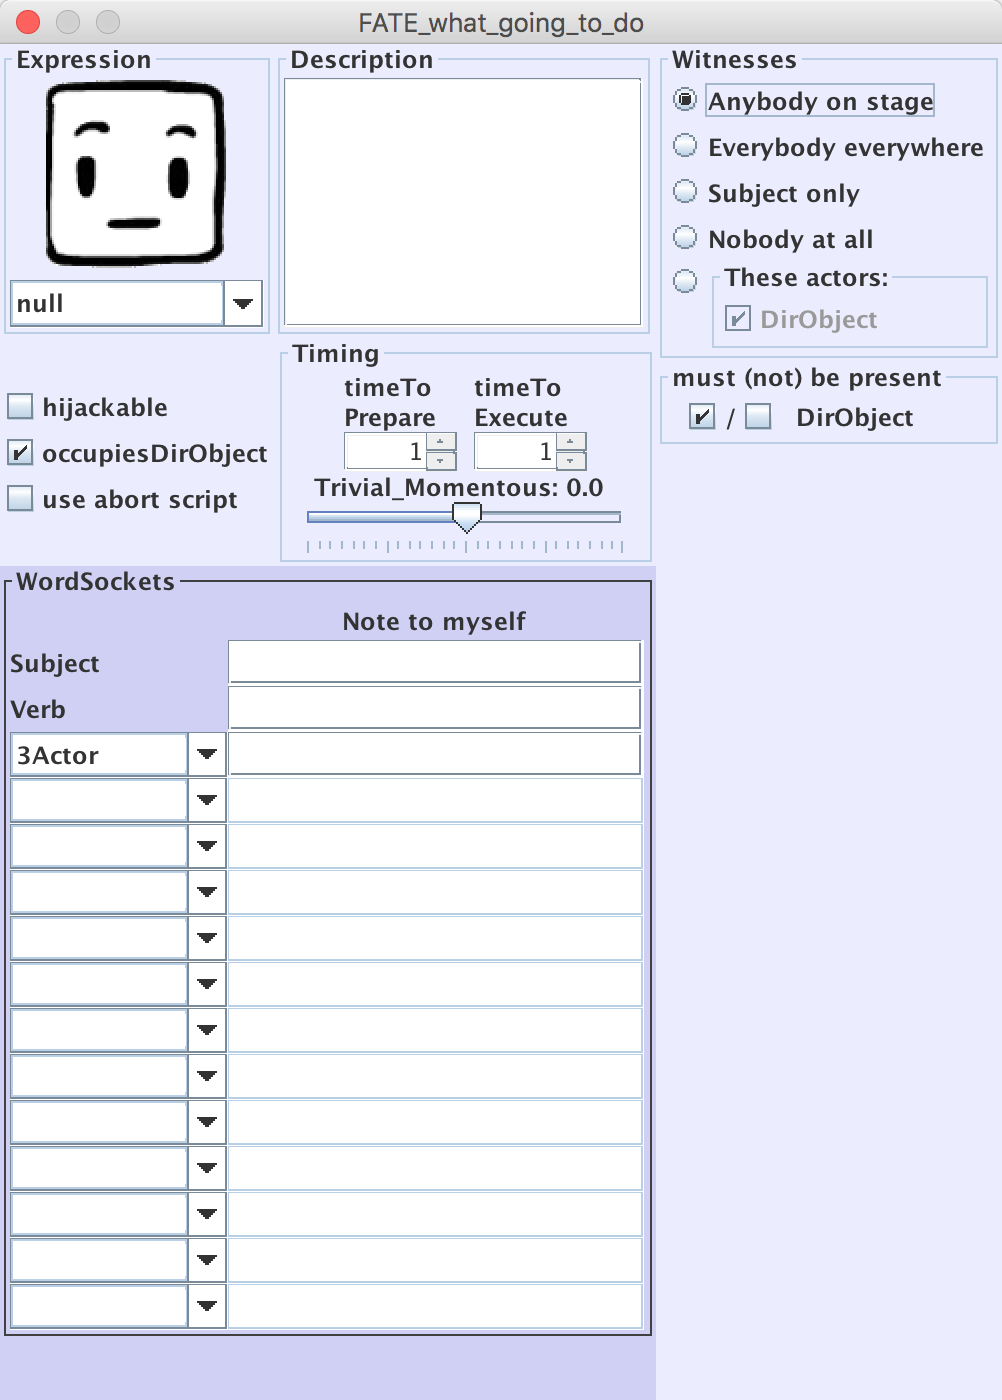 FATE_what_going_to_do
Expression
null
Description
Witnesses
Anybody on stage
Everybody everywhere
Subject only
Nobody at all
These actors:
DirObject
hijackable
occupiesDirObject
use abort script
Timing
timeTo Prepare
timeTo Execute
1
1
Trivial_Momentous: 0.0
must (not) be present
/ DirObject
WordSockets
Note to myself
Subject
Verb
3Actor